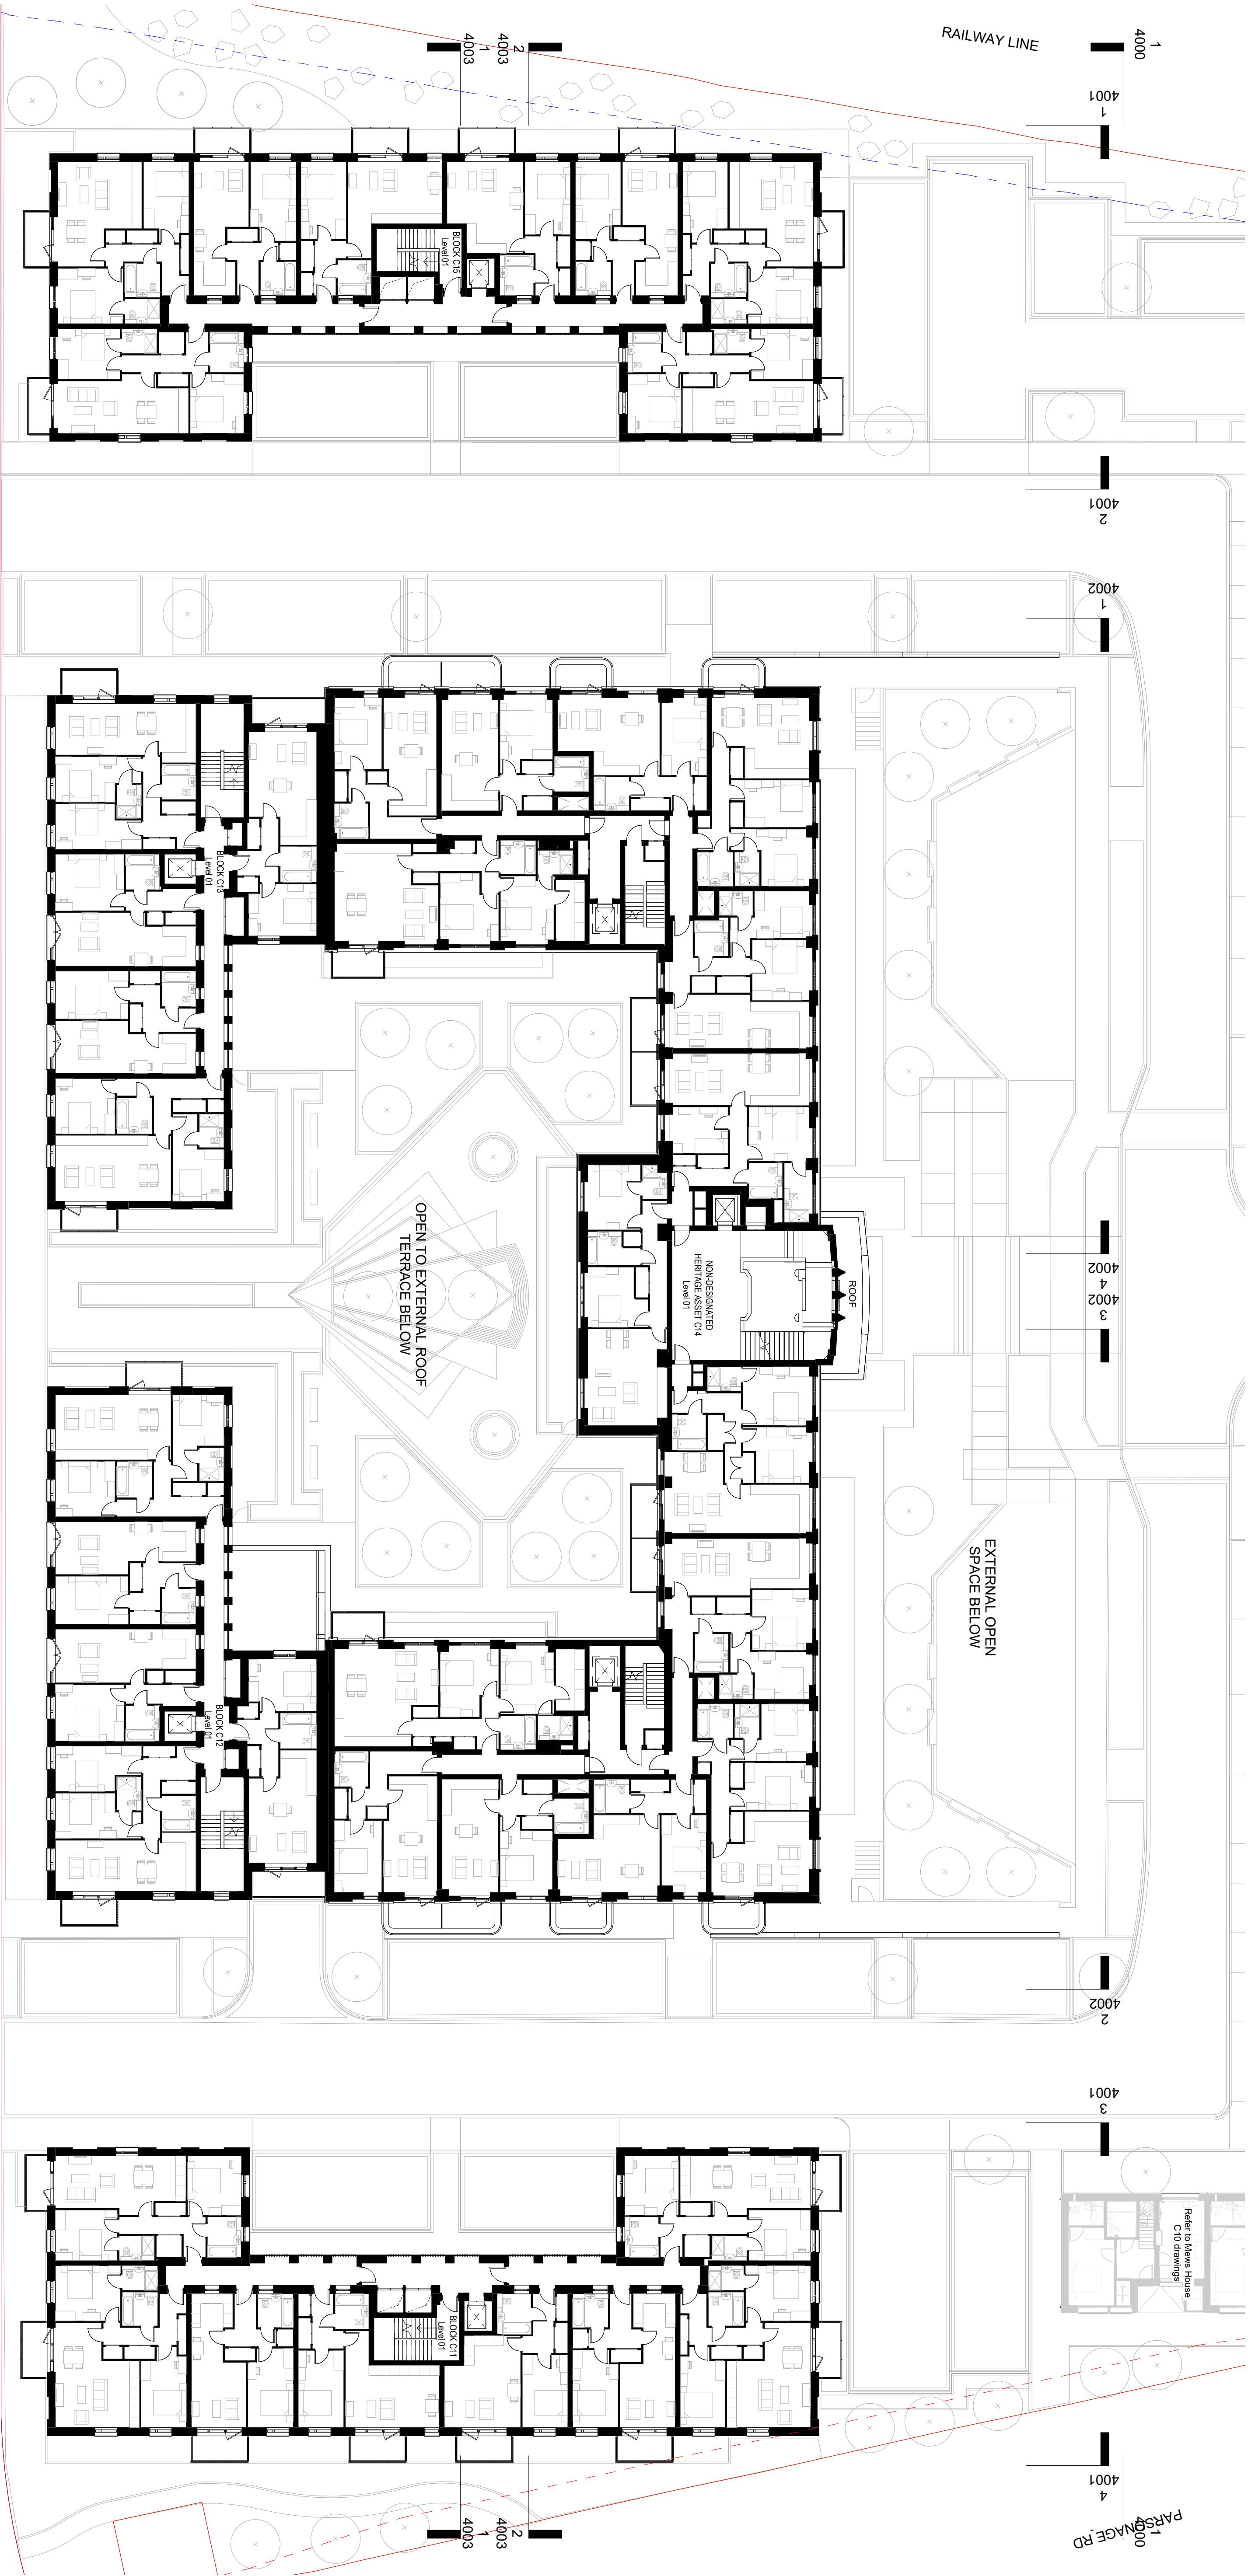 RAILWAY LINE
1
4000
1
4003
2
4003
1
4001
BLOCK C15
Level 01
2
4001
1
4002
BLOCK C13
Level 01
OPEN TO EXTERNAL ROOF
TERRACE BELOW
NON-DESIGNATED
HERITAGE ASSET C14
Level 01
ROOF
4
4002
3
4002
EXTERNAL OPEN
SPACE BELOW
BLOCK C12
Level 01
2
4002
3
4001
Refer to Mews House
C10 drawings
BLOCK C11
Level 01
4
4001
1
4000
PARSONAGE RD
1
4003
2
4003